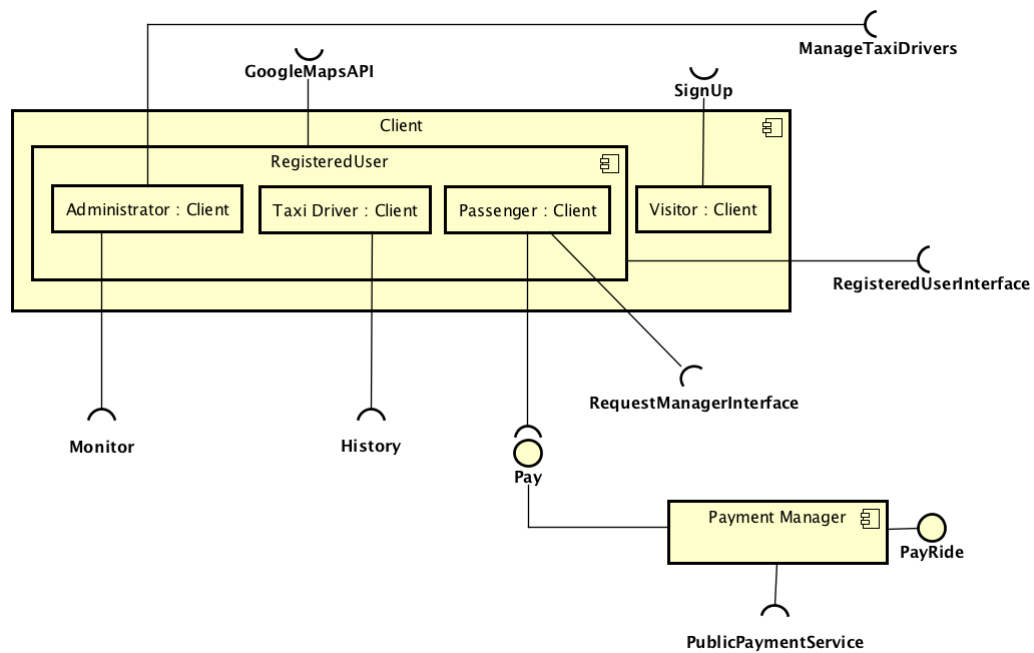 ManageTaxiDrivers
GoogleMapsAPI
SignUp
Client
RegisteredUser
Administrator : Client
Taxi Driver : Client
Passenger : Client
Visitor : Client
RegisteredUserInterface
RequestManagerInterface
Monitor
History
Pay
Payment Manager
PayRide
PublicPaymentService